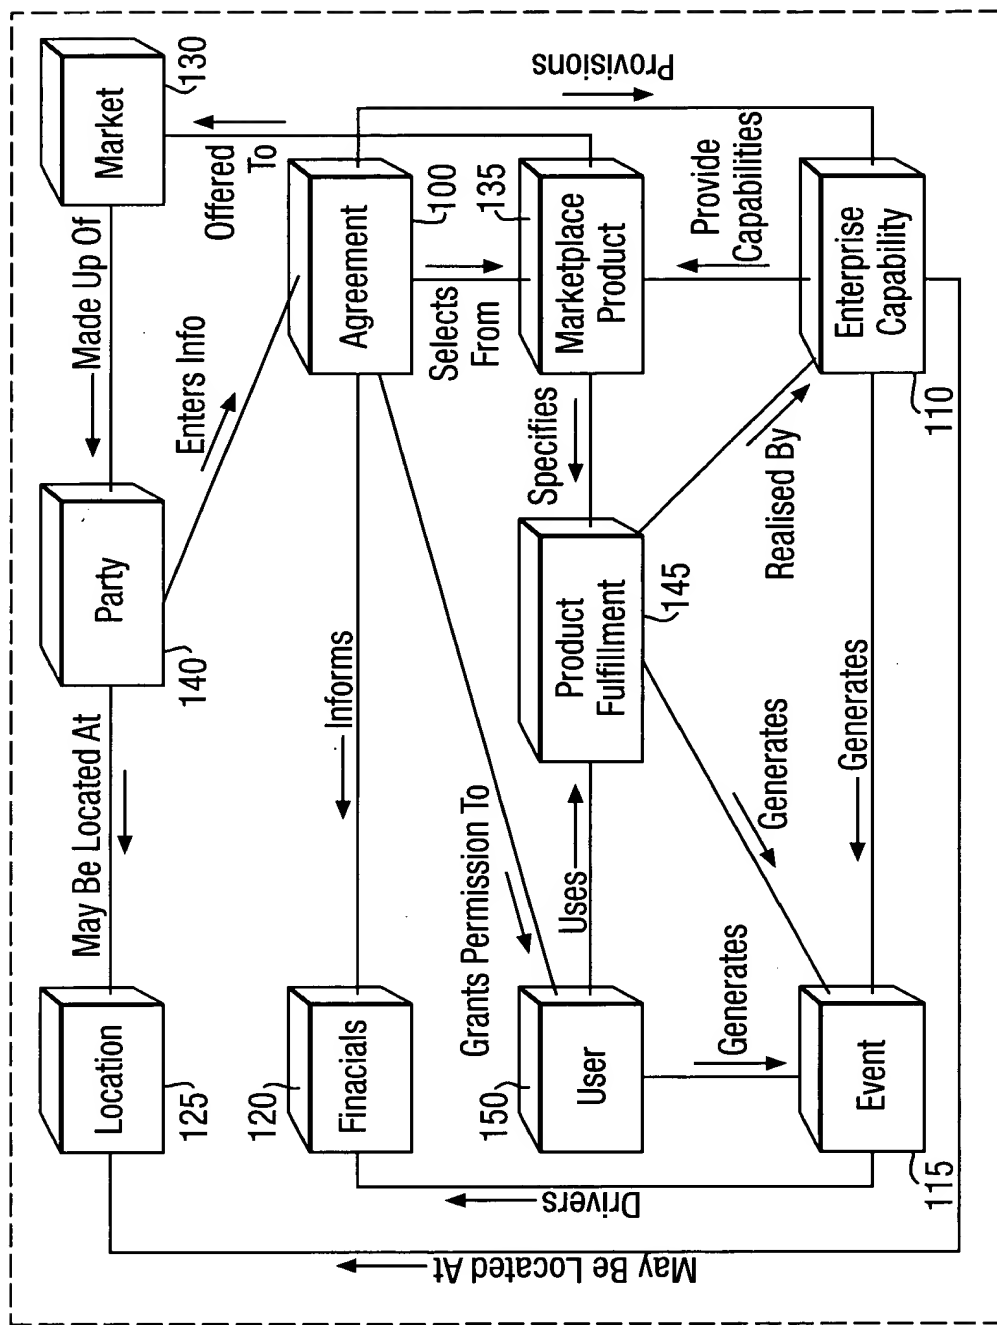 Location
125
May Be Located At
Party
140
Made Up Of
Market
130
Enters Info
Offered
To
Finacials
120
Informs
Agreement
100
Grants Permission To
Selects
From
Provisions
User
150
Uses
Product
Fulfillment
145
Specifies
Marketplace
Product
135
Generates
Generates
Realised By
Provide
Capabilities
Drivers
Event
115
Generates
Enterprise
Capability
110
May Be Located At